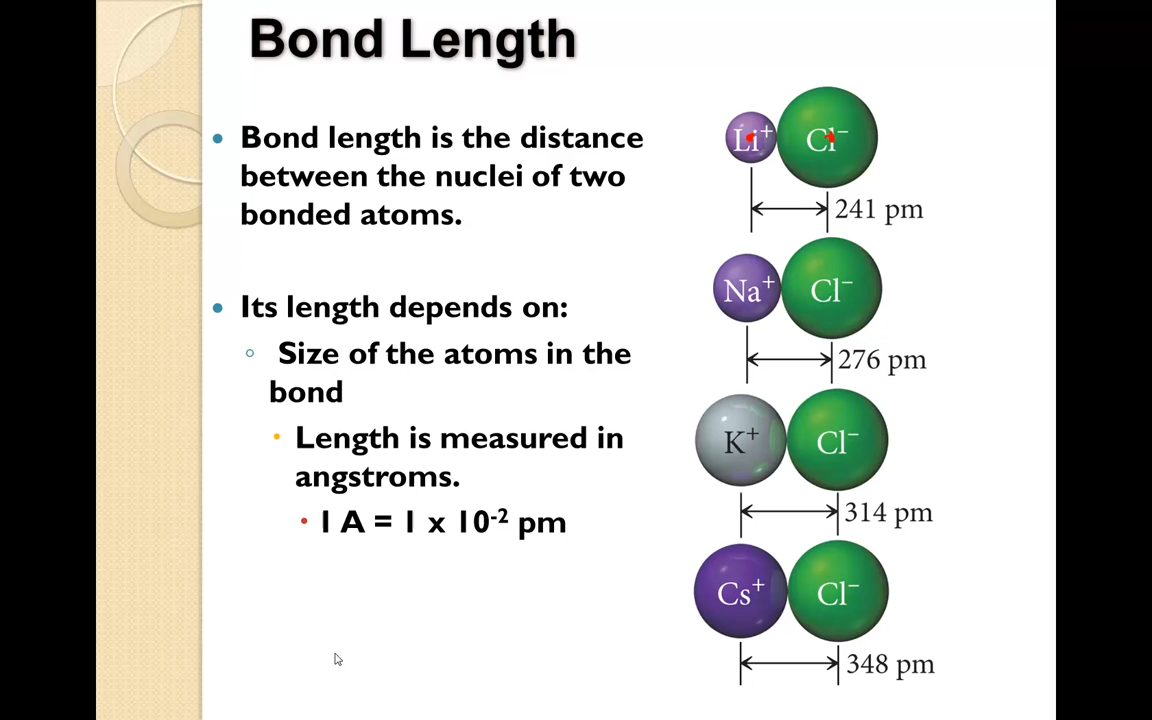 Bond Length
• Bond length is the distance
between the nuclei of two
bonded atoms.
• Its length depends on:
◦ Size of the atoms in the
bond
▪ Length is measured in
angstroms.
▪ 1 A = 1 x 10⁻² pm
Li⁺ Cl⁻
241 pm
Na⁺ Cl⁻
276 pm
K⁺ Cl⁻
314 pm
Cs⁺ Cl⁻
348 pm